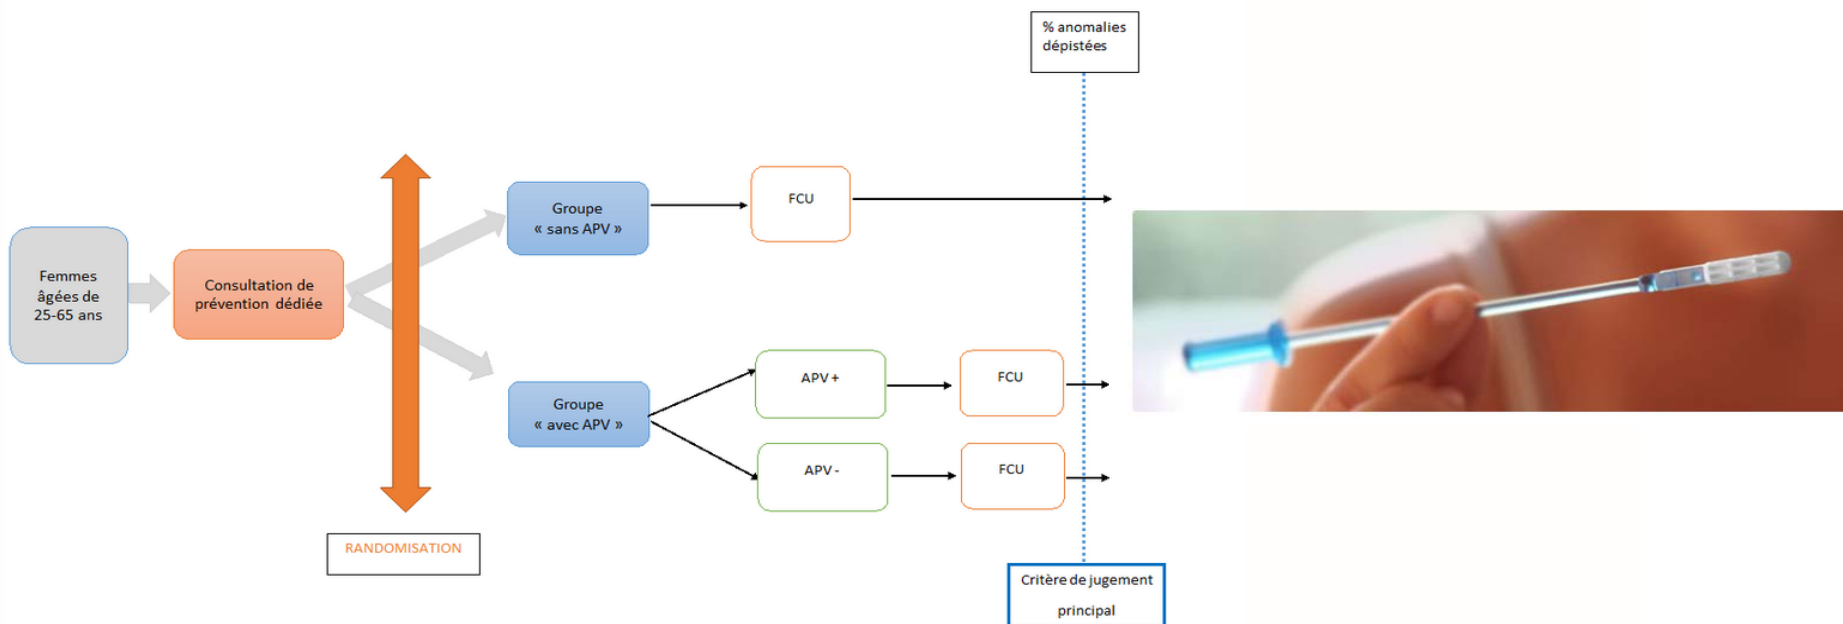 % anomalies
dépistées
Femmes
âgées de
25-65 ans
Consultation de
prévention dédiée
RANDOMISATION
Groupe
« sans APV »
FCU
Groupe
« avec APV »
APV +
FCU
APV -
FCU
Critère de jugement
principal